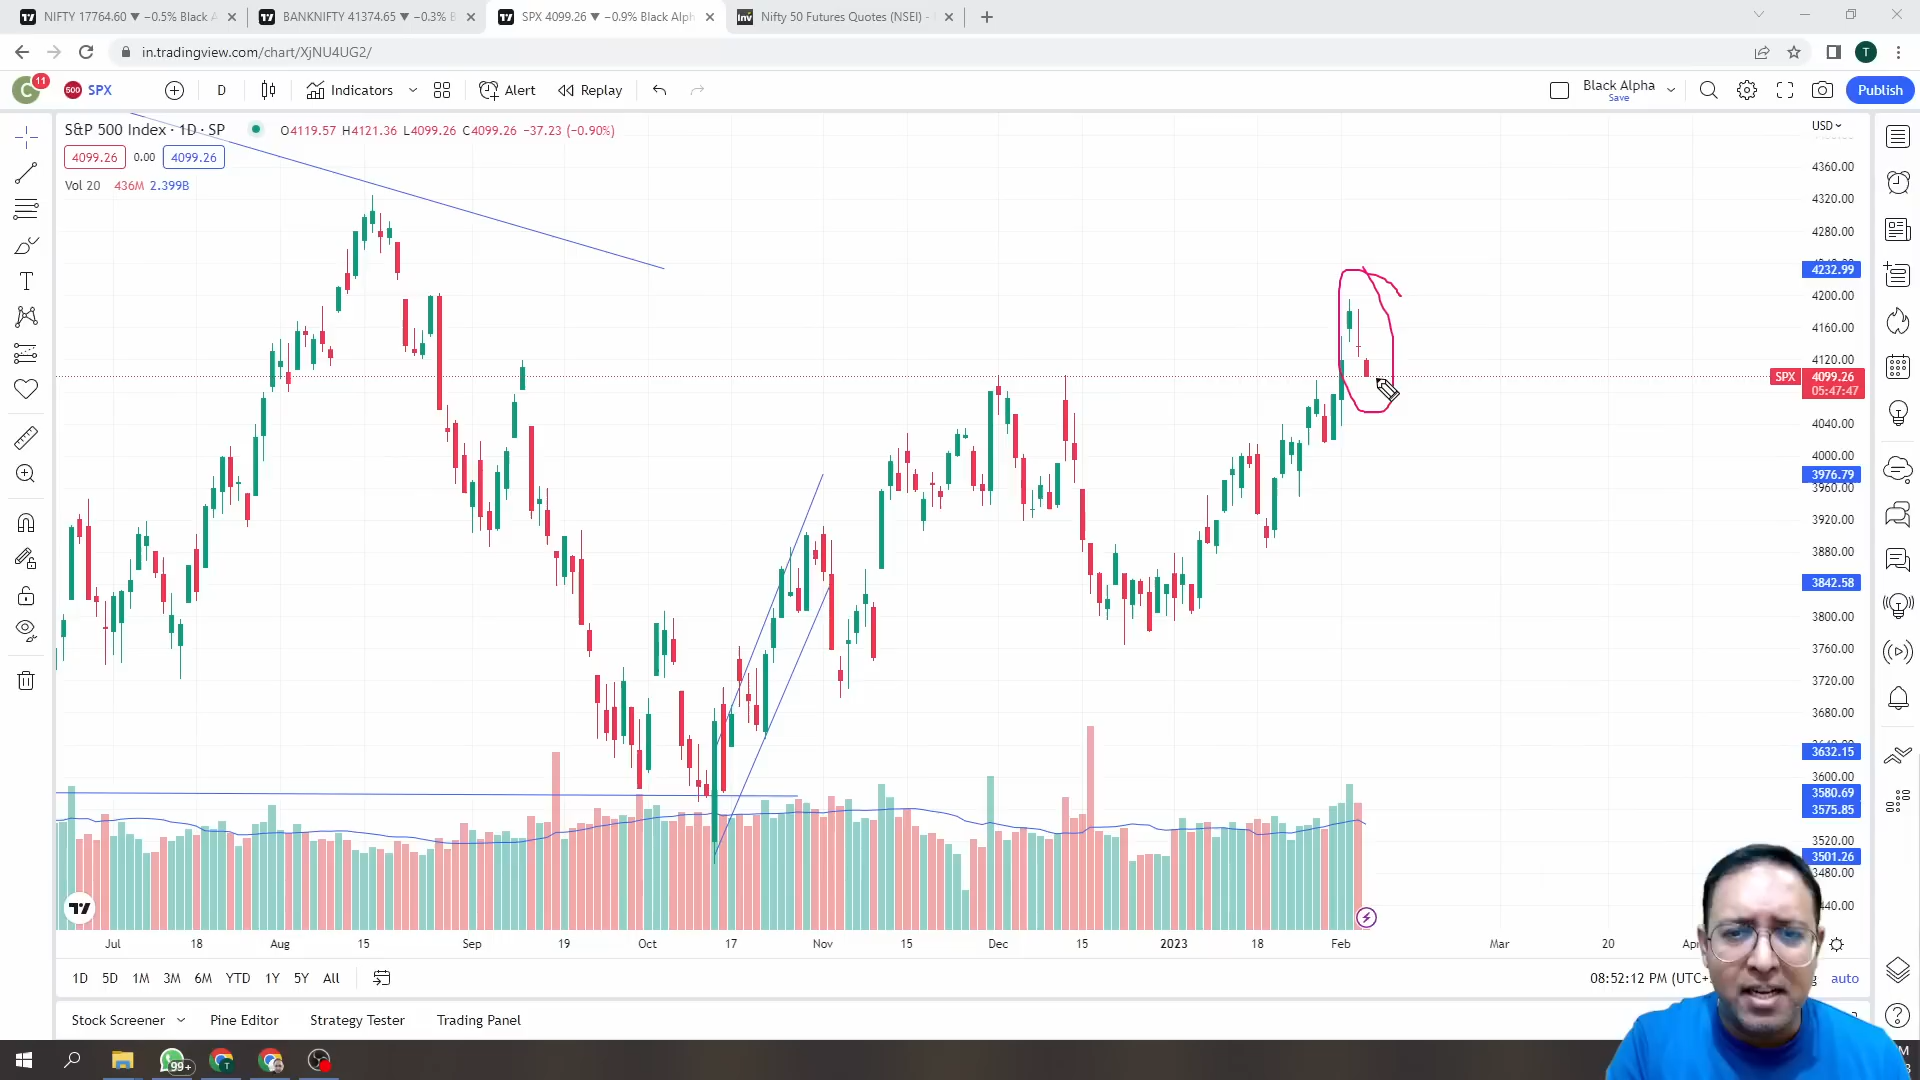 NIFTY 17764.60 ▼ −0.5% Black
BANKNIFTY 41374.65 ▼ −0.3%
SPX 4099.26 ▼ −0.9% Black Alph
Nifty 50 Futures Quotes (NSEI) -
in.tradingview.com/chart/XjNU4UG2/
T
C 11
500 SPX
D
Indicators
Alert
Replay
Black Alpha
Save
Publish
S&P 500 Index · 1D · SP
O4119.57 H4121.36 L4099.26 C4099.26 −37.23 (−0.90%)
USD
4099.26 0.00 4099.26
Vol 20 436M 2.399B
4360.00
4320.00
4280.00
4232.99
4200.00
4160.00
4120.00
SPX 4099.26
05:47:47
4040.00
4000.00
3976.79
3960.00
3920.00
3880.00
3842.58
3800.00
3760.00
3720.00
3680.00
3632.15
3600.00
3580.69
3575.85
3520.00
3501.26
3480.00
440.00
Jul 18 Aug 15 Sep 19 Oct 17 Nov 15 Dec 15 2023 18 Feb Mar 20
1D 5D 1M 3M 6M YTD 1Y 5Y All
08:52:12 PM (UTC+
auto
Stock Screener
Pine Editor
Strategy Tester
Trading Panel
99+